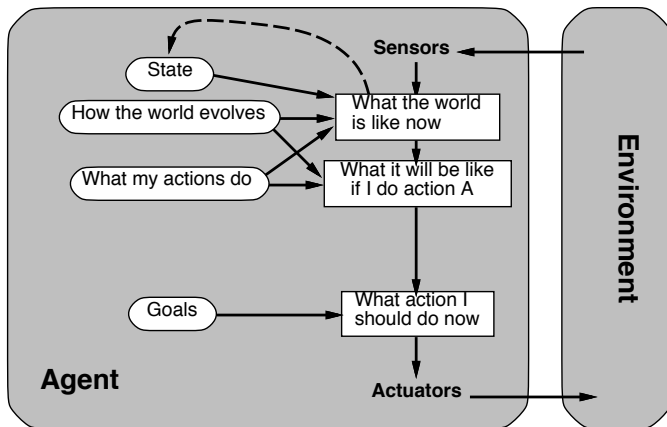 Sensors
State
What the world
is like now
How the world evolves
What it will be like
if I do action A
What my actions do
Environment
What action I
should do now
Goals
Agent
Actuators